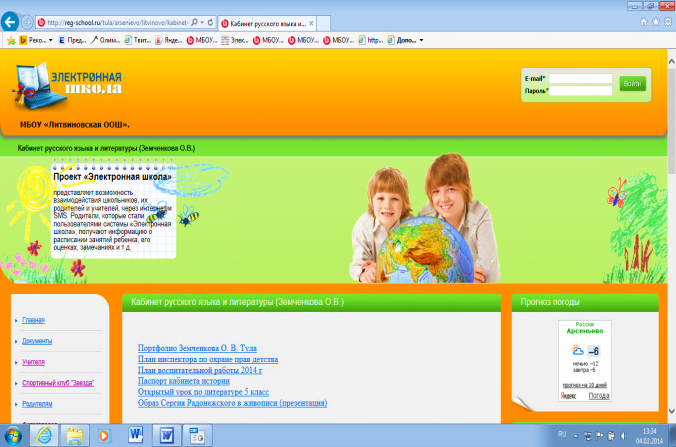 http://reg-school.ru/tula/arsenievo/litvinovo/kabinet-
Кабинет русского языка и...
Реко...
Пред...
Олим...
Твит...
Янде...
МБОУ...
Элек...
МБОУ...
МБОУ...
МБОУ...
http...
Допо...
ЭЛЕКТРОННАЯ
школа
E-mail*
Пароль*
Войти
МБОУ «Литвиновская ООШ».
Кабинет русского языка и литературы (Земченкова О.В.)
Проект «Электронная школа»
представляет возможность
взаимодействия школьников, их
родителей и учителей, через интернет и
SMS. Родители, которые стали
пользователями системы «Электронная
школа», получают информацию о
расписании занятий ребенка, его
оценках, замечаниях и т.д.
Главная
Документы
Учителя
Спортивный клуб "Звезда"
Родителям
Кабинет русского языка и литературы (Земченкова О.В.)
Портфолио Земченкова О. В. Тула
План инспектора по охране прав детства
План воспитательной работы 2014 г
Паспорт кабинета истории
Открытый урок по литературе 5 класс
Образ Сергия Радонежского в живописи (презентация)
Прогноз погоды
Россия
Арсеньево
−6
ночью −12
завтра −6
прогноз на 10 дней
Яндекс Погода
RU
13:34
04.02.2014